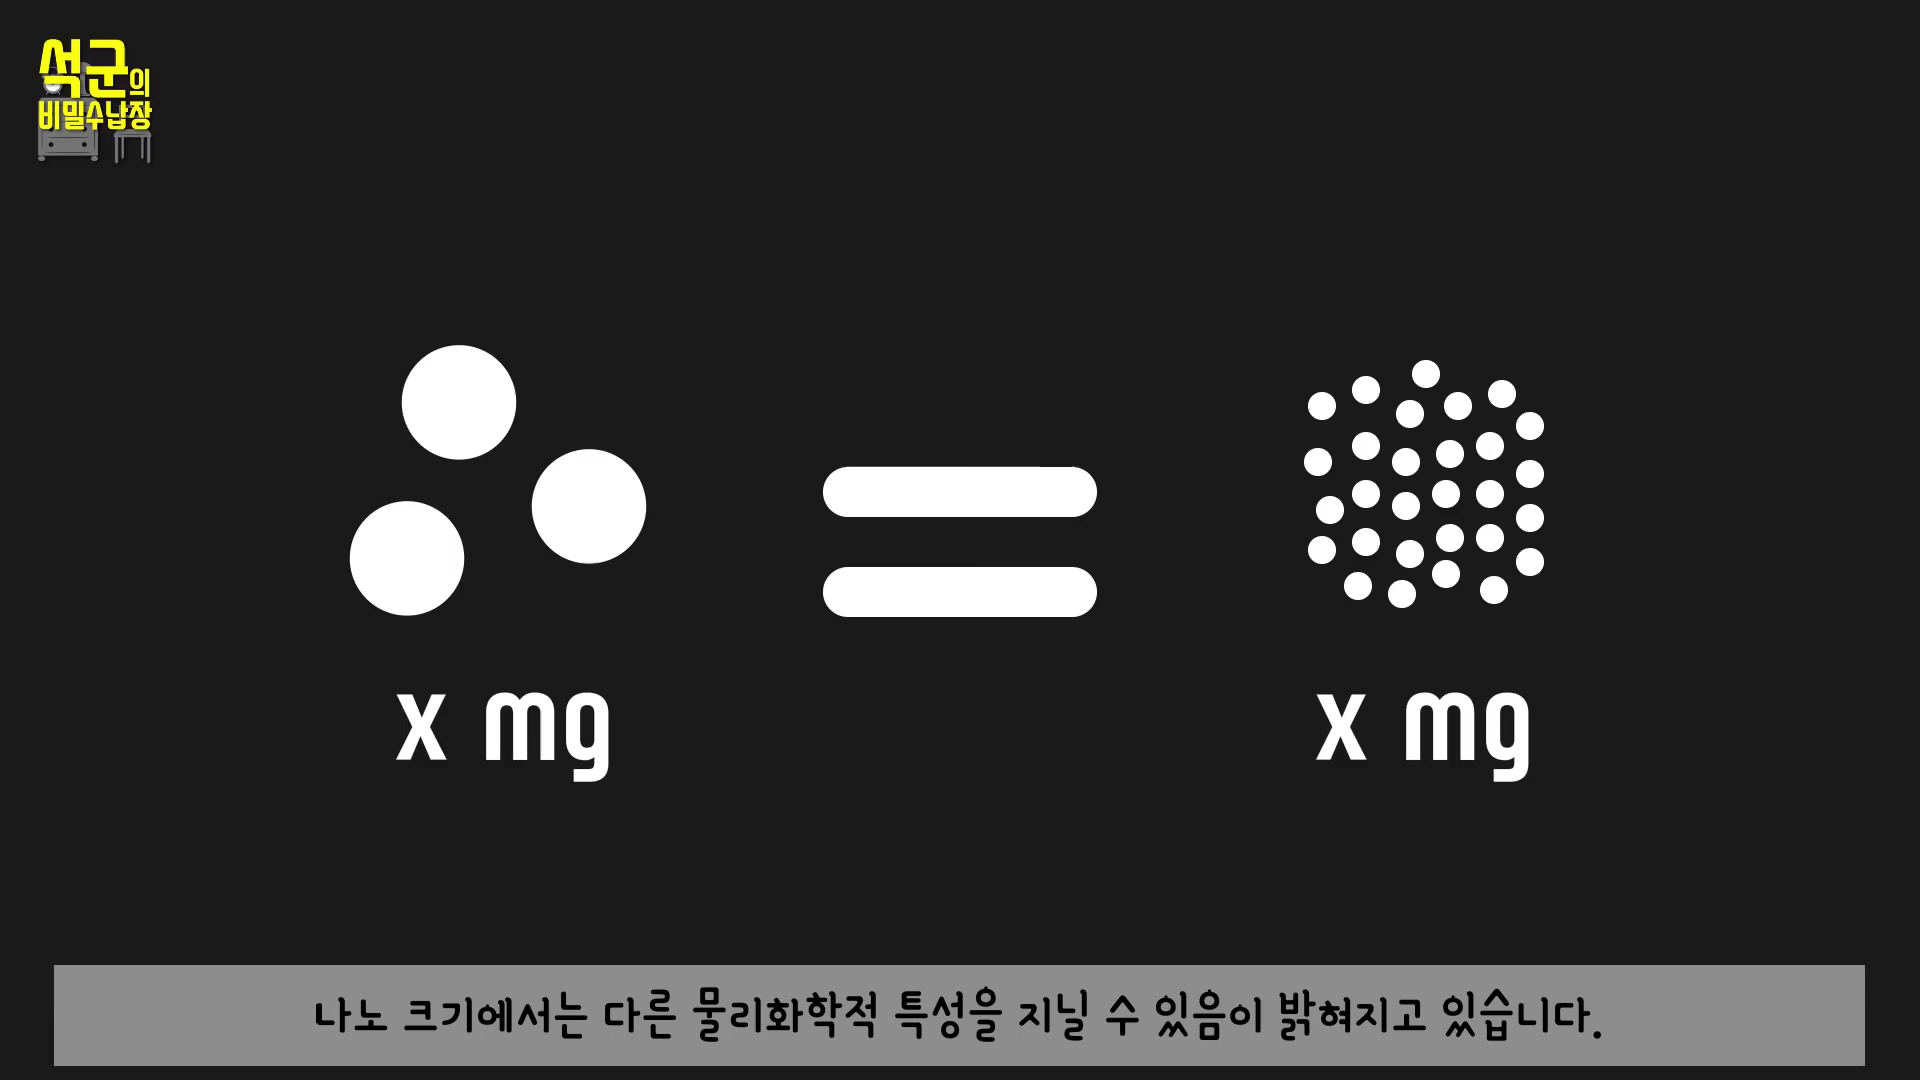 석군의
비밀수납장
x mg
x mg
나노 크기에서는 다른 물리화학적 특성을 지닐 수 있음이 밝혀지고 있습니다.